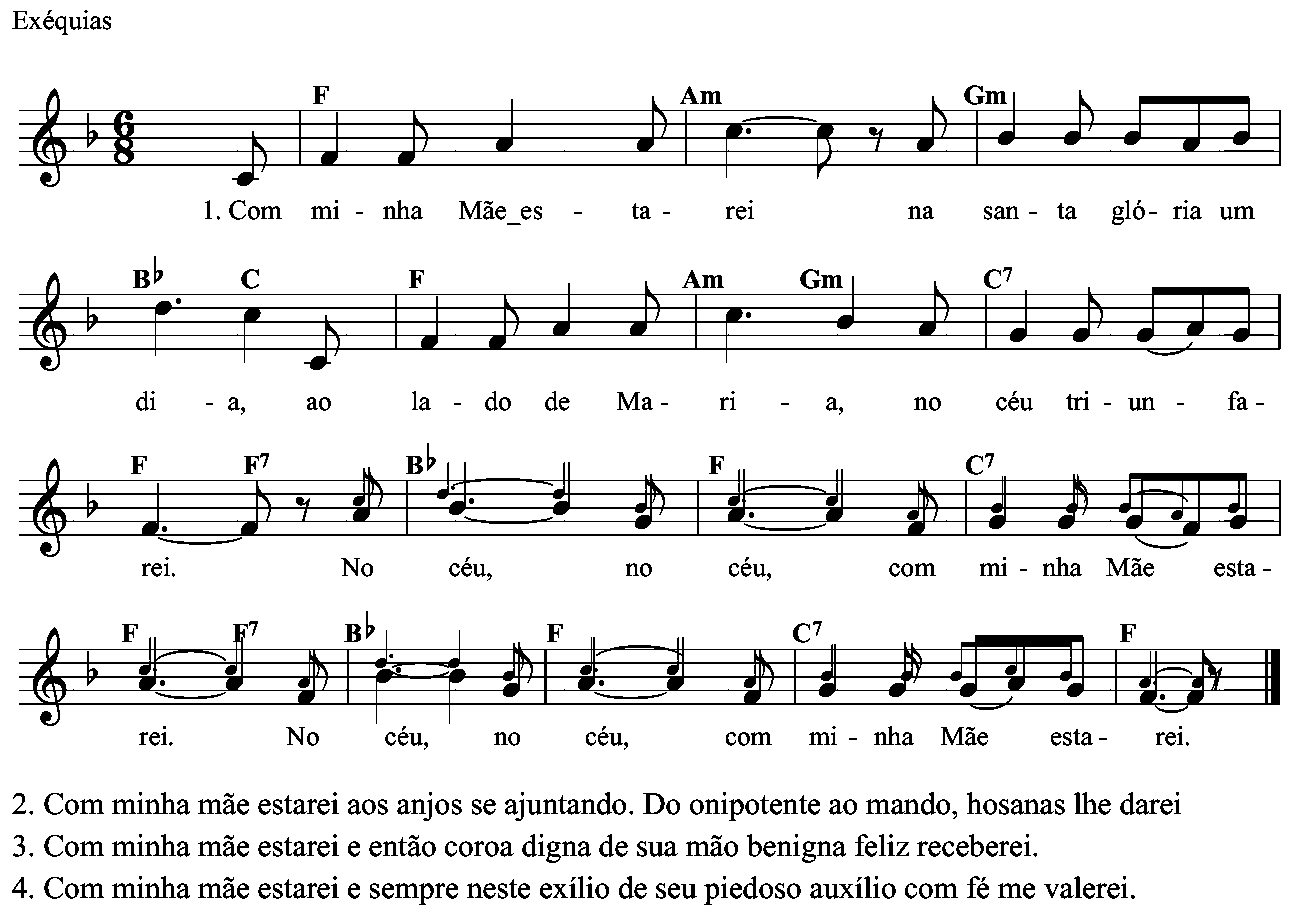 Exéquias
F Am Gm
6
8
1. Com mi - nha Mãe_es - ta - rei na san - ta gló - ria um
B♭ C F Am Gm C7
di - a, ao la - do de Ma - ri - a, no céu tri - un - fa -
F F7 B♭ F C7
rei. No céu, no céu, com mi - nha Mãe esta -
F F7 B♭ F C7 F
rei. No céu, no céu, com mi - nha Mãe esta - rei.
2. Com minha mãe estarei aos anjos se ajuntando. Do onipotente ao mando, hosanas lhe darei
3. Com minha mãe estarei e então coroa digna de sua mão benigna feliz receberei.
4. Com minha mãe estarei e sempre neste exílio de seu piedoso auxílio com fé me valerei.